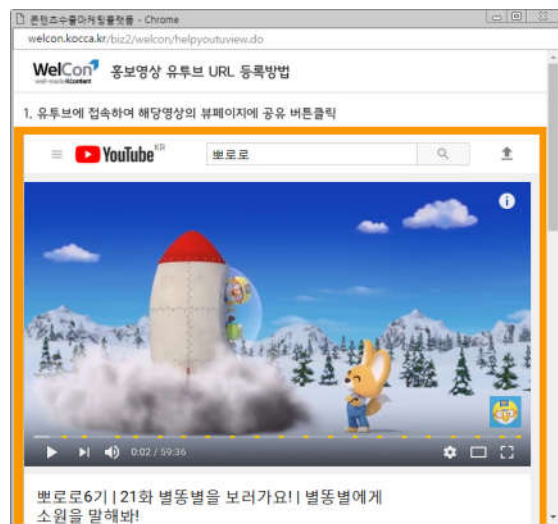 콘텐츠수출마케팅플랫폼 - Chrome
welcon.kocca.kr/biz2/welcon/helpyoutuview.do
WelCon 홍보영상 유투브 URL 등록방법
1. 유투브에 접속하여 해당영상의 뷰페이지에 공유 버튼클릭
YouTube KR
뽀로로
0:02 / 59:36
뽀로로6기 | 21화 별똥별을 보러가요! | 별똥별에게
소원을 말해봐!